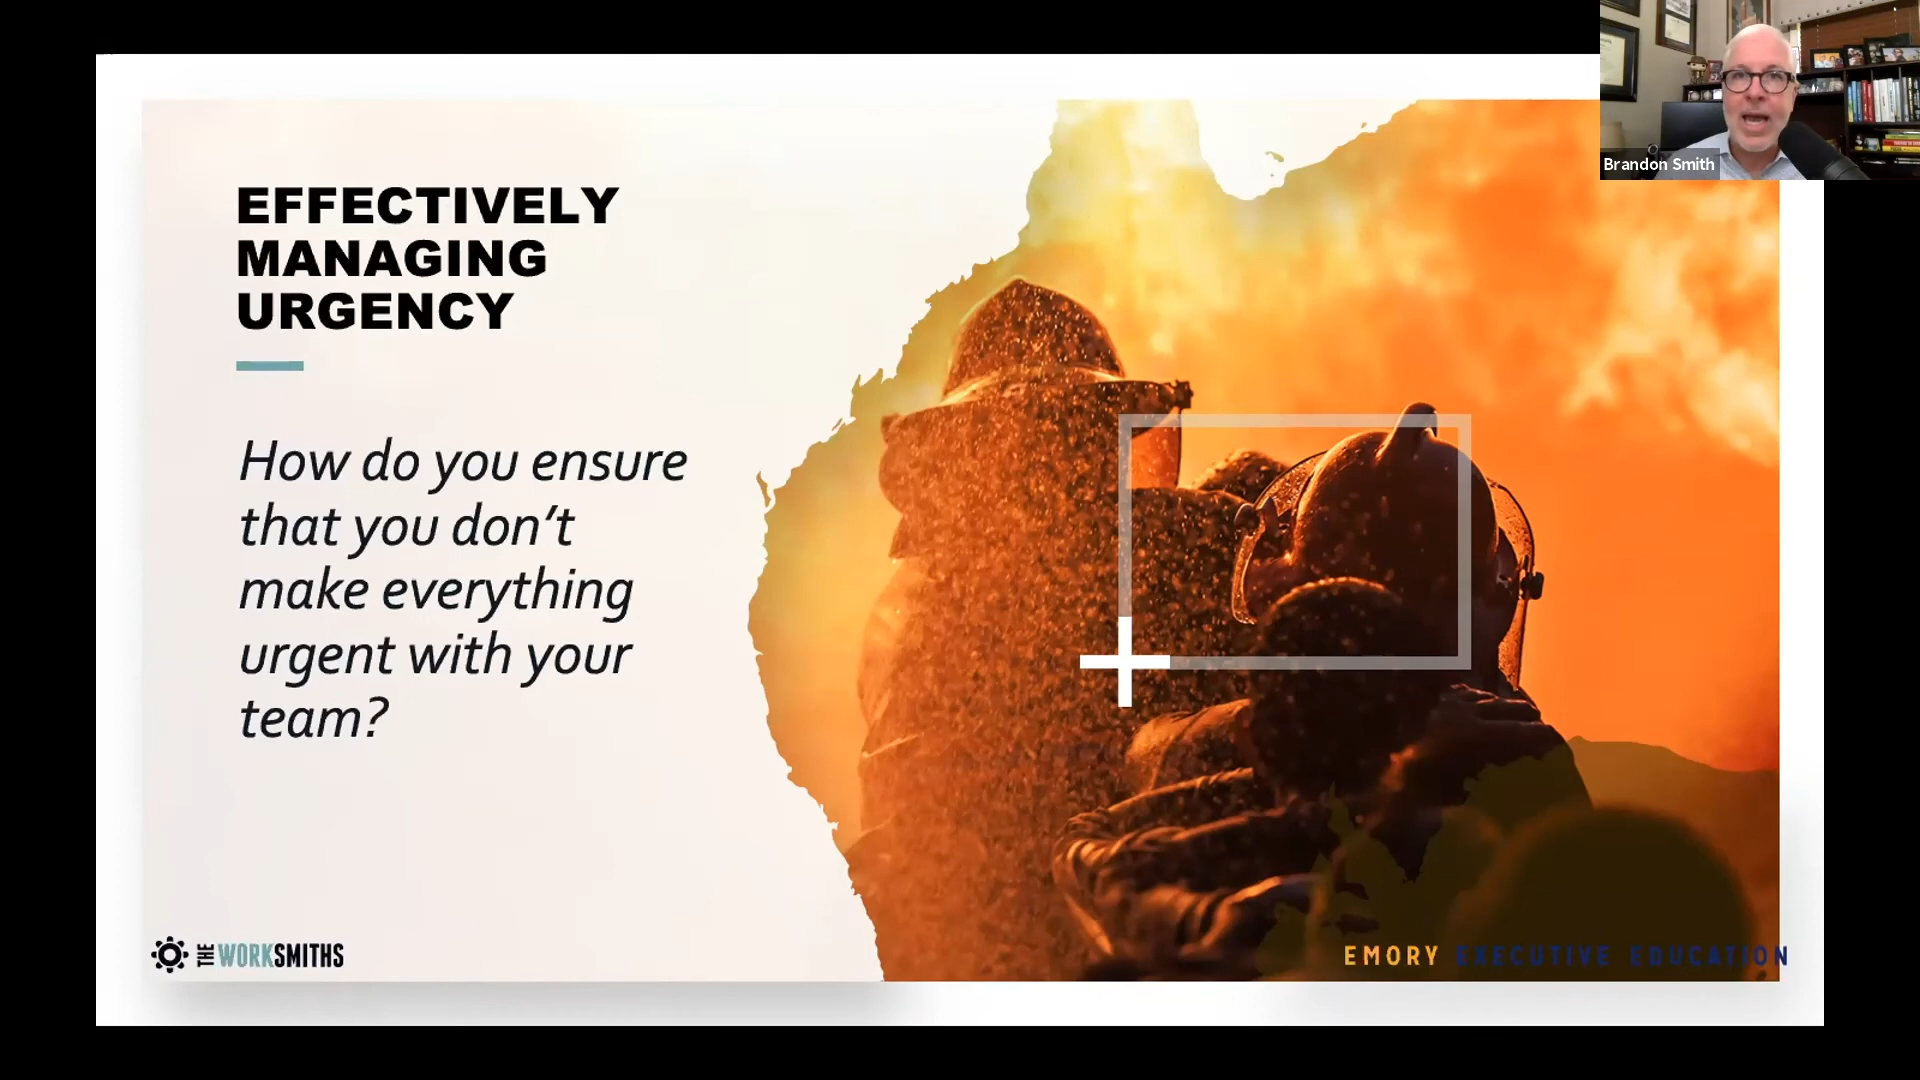 Brandon Smith
EFFECTIVELY
MANAGING
URGENCY
How do you ensure
that you don’t
make everything
urgent with your
team?
THE WORKSMITHS
EMORY EXECUTIVE EDUCATION